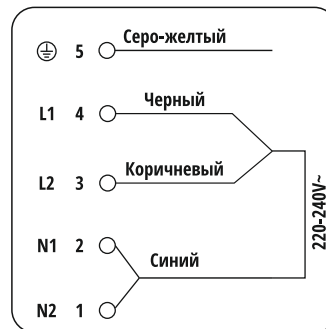 5 Серо-желтый
L1 4 Черный
L2 3 Коричневый
N1 2
Синий
N2 1
220-240V~